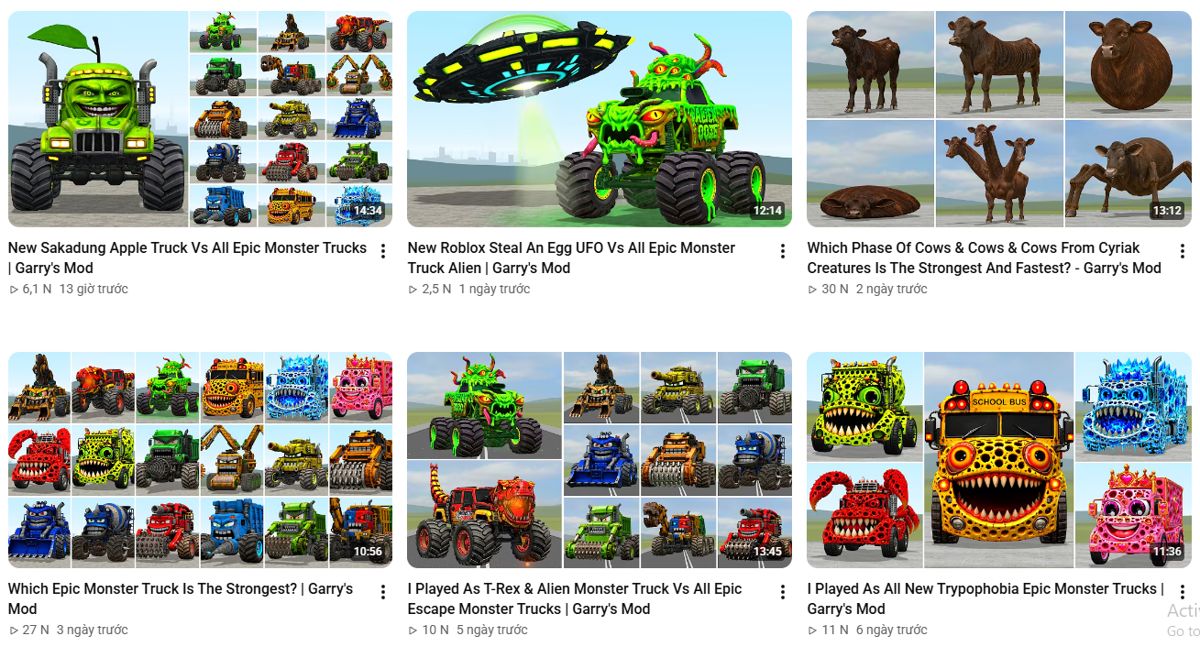 14:34
12:14
13:12
New Sakadung Apple Truck Vs All Epic Monster Trucks
| Garry's Mod
6,1 N 13 giờ trước
New Roblox Steal An Egg UFO Vs All Epic Monster
Truck Alien | Garry's Mod
2,5 N 1 ngày trước
Which Phase Of Cows & Cows & Cows From Cyriak
Creatures Is The Strongest And Fastest? - Garry's Mod
30 N 2 ngày trước
SCHOOL BUS
10:56
13:45
11:36
Which Epic Monster Truck Is The Strongest? | Garry's
Mod
27 N 3 ngày trước
I Played As T-Rex & Alien Monster Truck Vs All Epic
Escape Monster Trucks | Garry's Mod
10 N 5 ngày trước
I Played As All New Trypophobia Epic Monster Trucks |
Garry's Mod
11 N 6 ngày trước
Activ
Go to